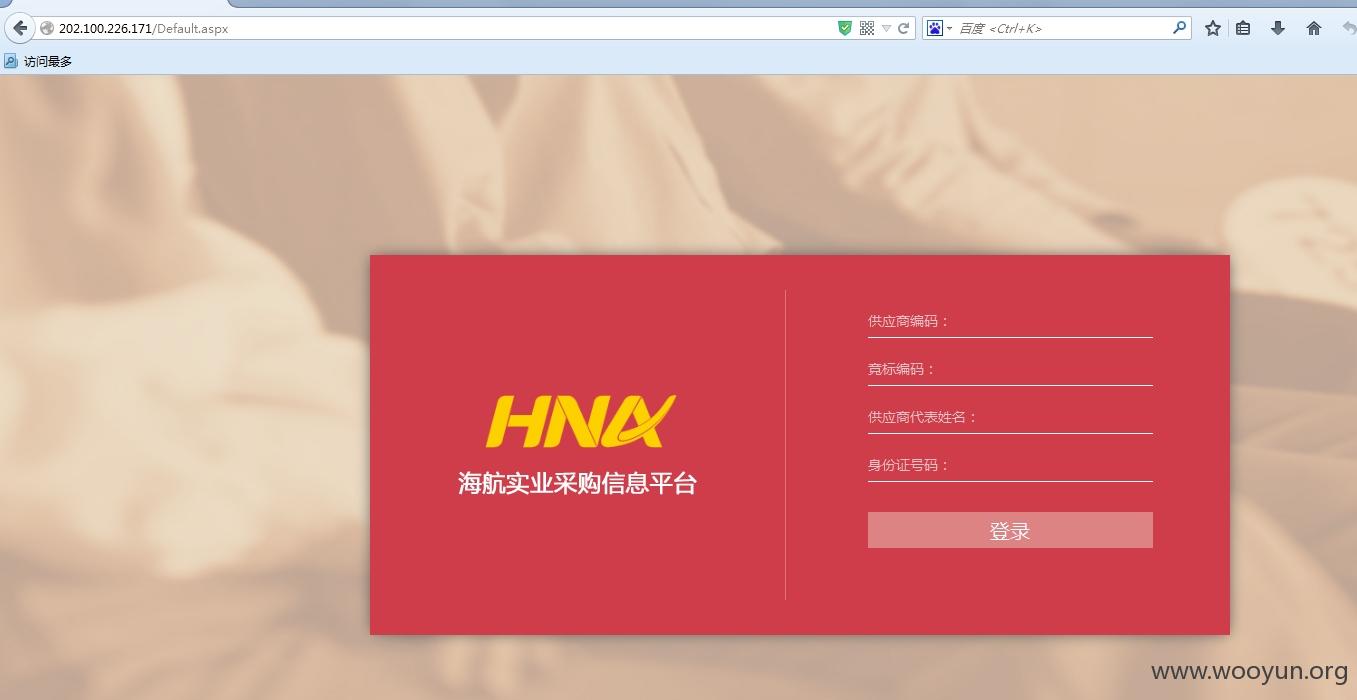 202.100.226.171/Default.aspx
百度 <Ctrl+K>
访问最多
HNA
海航实业采购信息平台
供应商编码：
竟标编码：
供应商代表姓名：
身份证号码：
登录
www.wooyun.org